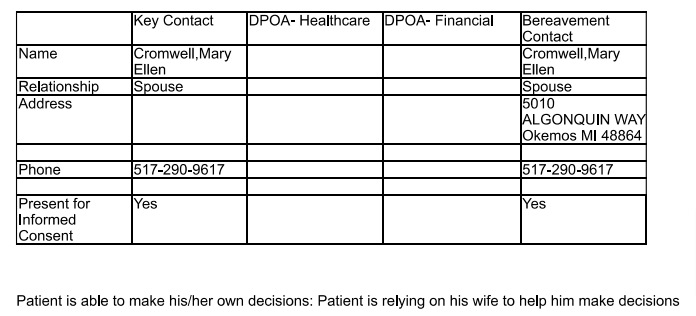 Key Contact DPOA- Healthcare DPOA- Financial Bereavement
Contact
Name Cromwell,Mary Cromwell,Mary
Ellen Ellen
Relationship Spouse Spouse
Address 5010
ALGONQUIN WAY
Okemos MI 48864
Phone 517-290-9617 517-290-9617
Present for Yes Yes
Informed
Consent
Patient is able to make his/her own decisions: Patient is relying on his wife to help him make decisions